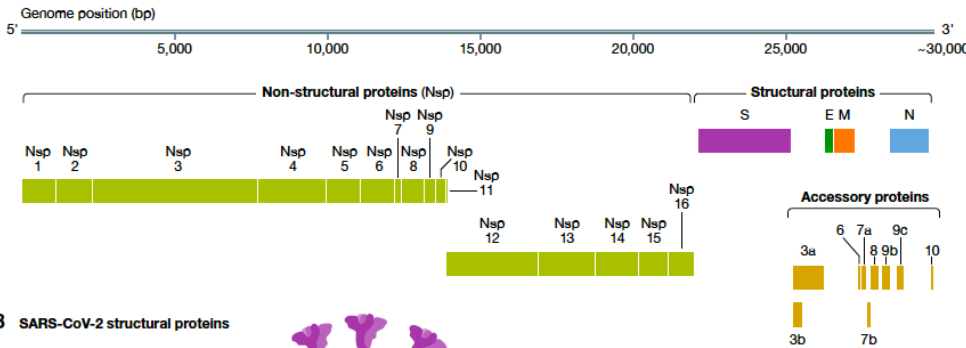 Genome position (bp)
5' 3'
5,000 10,000 15,000 20,000 25,000 ~30,000
Non-structural proteins (Nsp)
Structural proteins
S E M N
Nsp 1
Nsp 2
Nsp 3
Nsp 4
Nsp 5
Nsp 6
Nsp 7
Nsp 8
Nsp 9
Nsp 10
Nsp 11
Nsp 12
Nsp 13
Nsp 14
Nsp 15
Nsp 16
Accessory proteins
3a 6 7a 8 9b 9c 10
3b 7b
B SARS-CoV-2 structural proteins